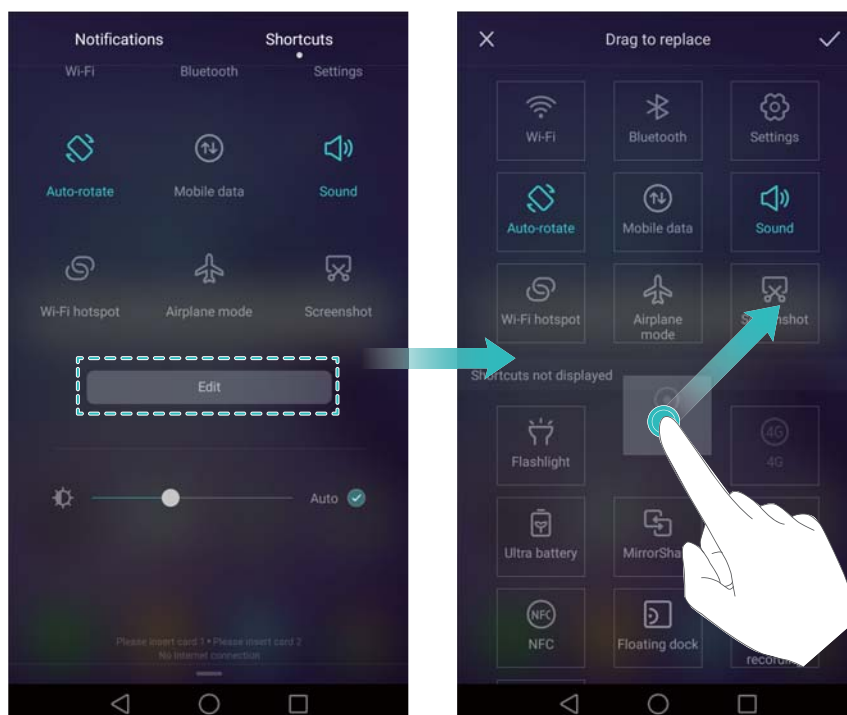 Notifications Shortcuts
Wi-Fi Bluetooth Settings
Auto-rotate Mobile data Sound
Wi-Fi hotspot Airplane mode Screenshot
Edit
Auto
Please insert card 1 • Please insert card 2
No internet connection
Drag to replace
Wi-Fi Bluetooth Settings
Auto-rotate Mobile data Sound
Wi-Fi hotspot Airplane
mode
Shortcuts not displayed
4G
Flashlight 4G
Ultra battery
NFC
NFC Floating dock